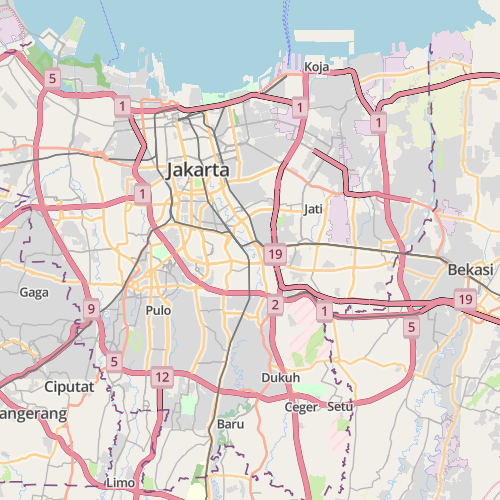 Koja
5
1
1
1
Jakarta
1
Jati
19
Bekasi
Gaga
19
2
9
Pulo
1
5
5
12
Dukuh
Ciputat
Ceger
Setu
angerang
Baru
Limo